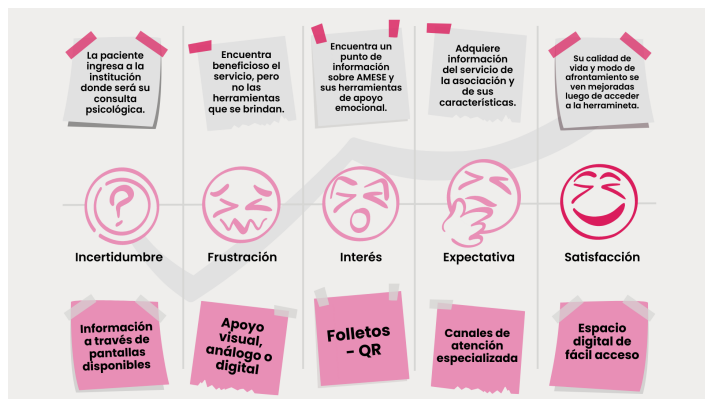 La paciente
ingresa a la
institución
donde será su
consulta
psicológica.
Encuentra
beneficioso el
servicio, pero
no las
herramientas
que se brindan.
Encuentra un
punto de
información
sobre AMESE y
sus herramientas
de apoyo
emocional.
Adquiere
información
del servicio de
la asociación y
de sus
características.
Su calidad de
vida y modo de
afrontamiento se
ven mejoradas
luego de acceder
a la herramineta.
Incertidumbre
Frustración
Interés
Expectativa
Satisfacción
Información
a través de
pantallas
disponibles
Apoyo
visual,
análogo o
digital
Folletos
- QR
Canales de
atención
especializada
Espacio
digital de
fácil acceso